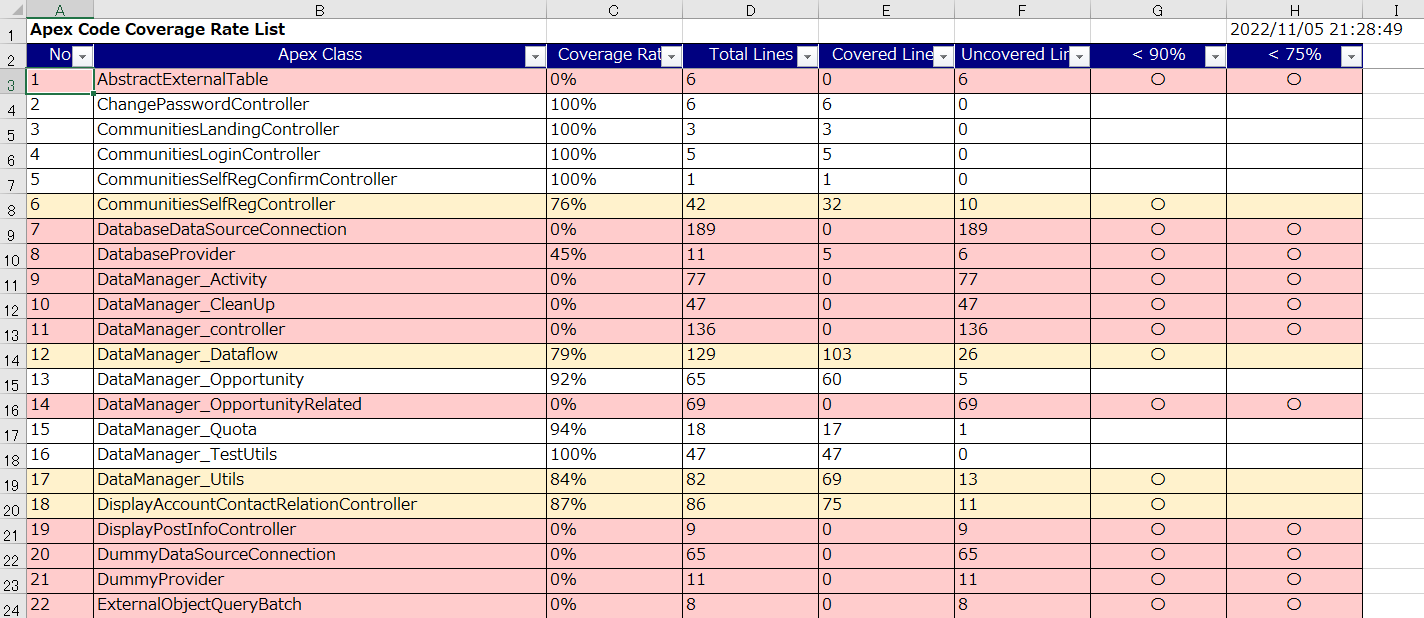 A B C D E F G H I
1 Apex Code Coverage Rate List 2022/11/05 21:28:49
2 No Apex Class Coverage Rat Total Lines Covered Line Uncovered Lir < 90% < 75%
3 1 AbstractExternalTable 0% 6 0 6 〇 〇
4 2 ChangePasswordController 100% 6 6 0
5 3 CommunitiesLandingController 100% 3 3 0
6 4 CommunitiesLoginController 100% 5 5 0
7 5 CommunitiesSelfRegConfirmController 100% 1 1 0
8 6 CommunitiesSelfRegController 76% 42 32 10 〇
9 7 DatabaseDataSourceConnection 0% 189 0 189 〇 〇
10 8 DatabaseProvider 45% 11 5 6 〇 〇
11 9 DataManager_Activity 0% 77 0 77 〇 〇
12 10 DataManager_CleanUp 0% 47 0 47 〇 〇
13 11 DataManager_controller 0% 136 0 136 〇 〇
14 12 DataManager_Dataflow 79% 129 103 26 〇
15 13 DataManager_Opportunity 92% 65 60 5
16 14 DataManager_OpportunityRelated 0% 69 0 69 〇 〇
17 15 DataManager_Quota 94% 18 17 1
18 16 DataManager_TestUtils 100% 47 47 0
19 17 DataManager_Utils 84% 82 69 13 〇
20 18 DisplayAccountContactRelationController 87% 86 75 11 〇
21 19 DisplayPostInfoController 0% 9 0 9 〇 〇
22 20 DummyDataSourceConnection 0% 65 0 65 〇 〇
23 21 DummyProvider 0% 11 0 11 〇 〇
24 22 ExternalObjectQueryBatch 0% 8 0 8 〇 〇